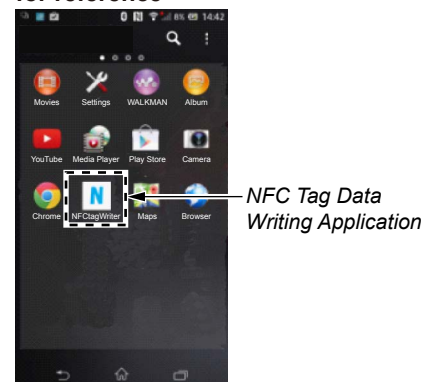 for reference
8% 14:42
Movies Settings WALKMAN Album
YouTube Media Player Play Store Camera
N
Chrome NFCtagWriter Maps Browser
NFC Tag Data
Writing Application